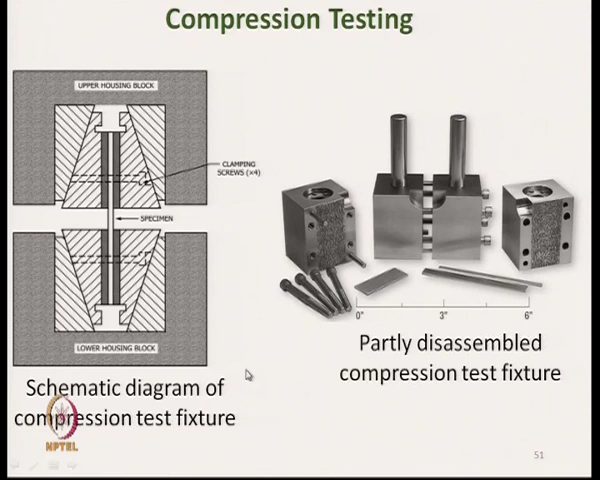 Compression Testing
UPPER HOUSING BLOCK
CLAMPING
SCREWS (×4)
SPECIMEN
LOWER HOUSING BLOCK
0" 3" 6"
Schematic diagram of
compression test fixture
Partly disassembled
compression test fixture
NPTEL
51